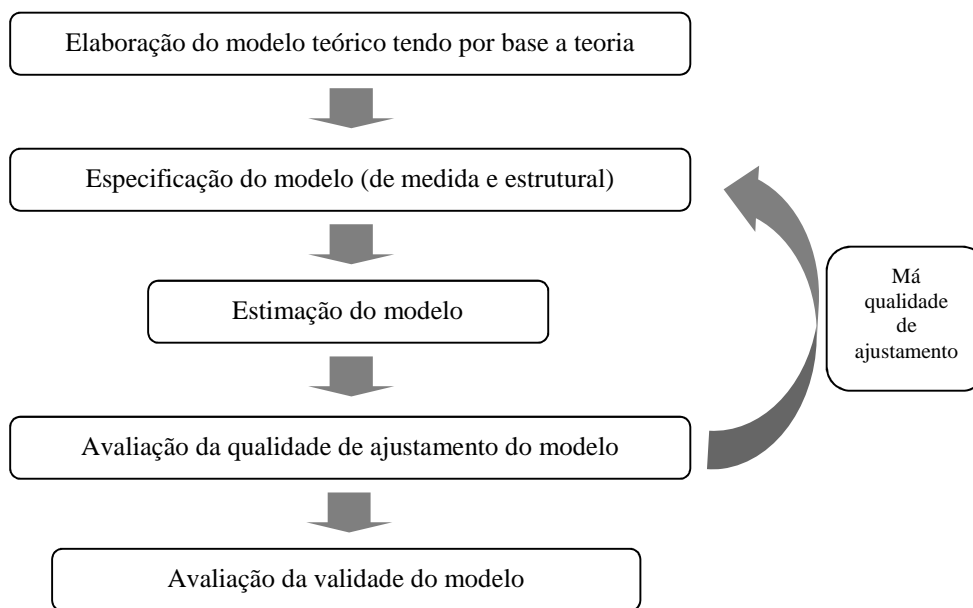 Elaboração do modelo teórico tendo por base a teoria
Especificação do modelo (de medida e estrutural)
Estimação do modelo
Má
qualidade
de
ajustamento
Avaliação da qualidade de ajustamento do modelo
Avaliação da validade do modelo